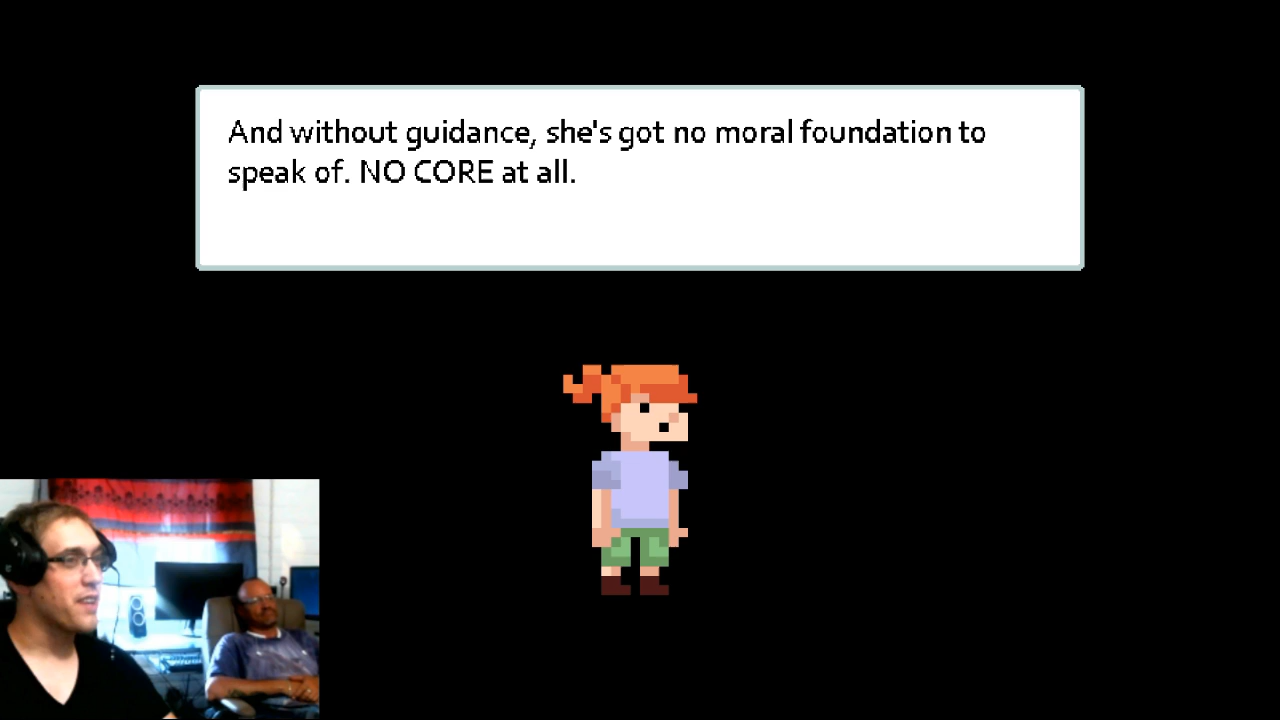 And without guidance, she's got no moral foundation to
speak of. NO CORE at all.